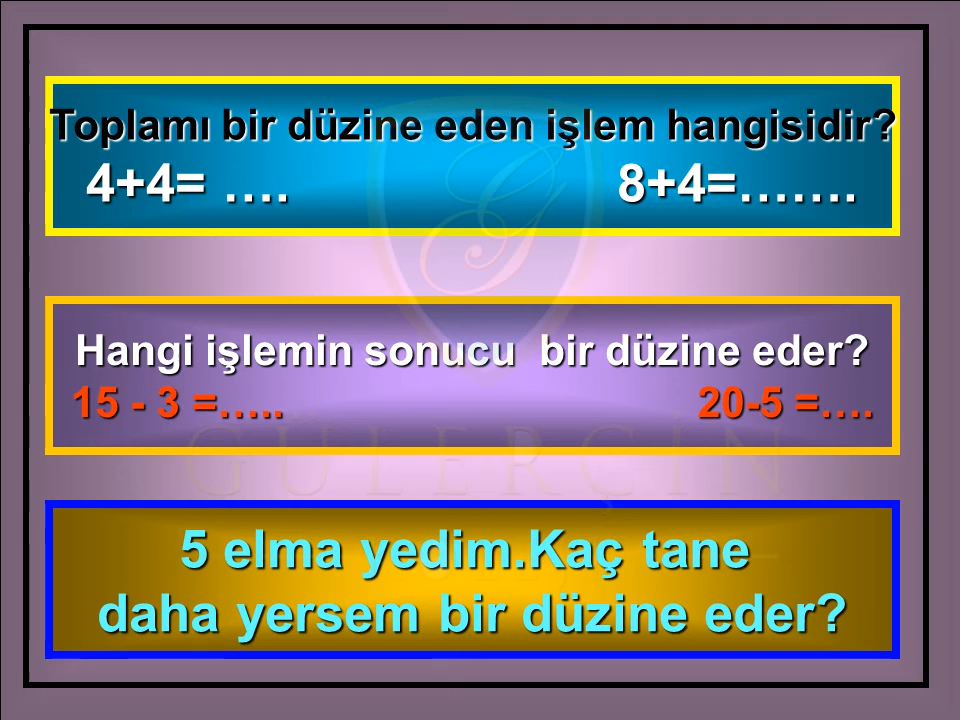 Toplamı bir düzine eden işlem hangisidir?
4+4= …. 8+4=…….
Hangi işlemin sonucu bir düzine eder?
15 - 3 =….. 20-5 =….
GÜLERÇİN
5 elma yedim.Kaç tane
daha yersem bir düzine eder?